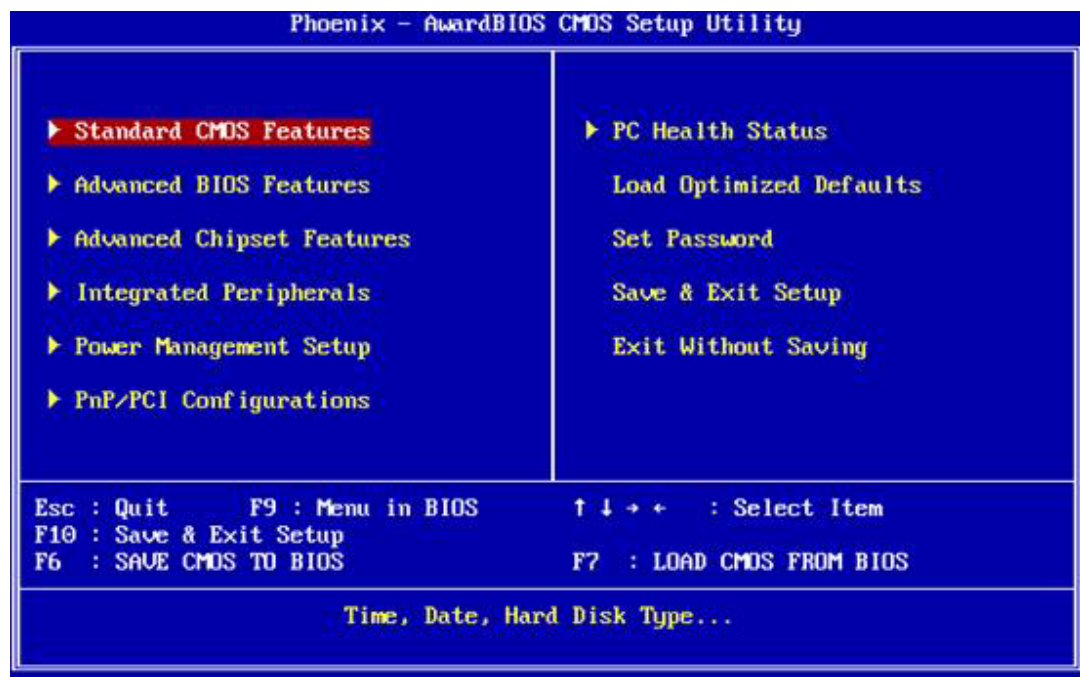 Phoenix - AwardBIOS CMOS Setup Utility
Standard CMOS Features
Advanced BIOS Features
Advanced Chipset Features
Integrated Peripherals
Power Management Setup
PnP/PCI Configurations
PC Health Status
Load Optimized Defaults
Set Password
Save & Exit Setup
Exit Without Saving
Esc : Quit F9 : Menu in BIOS ↑ ↓ → ← : Select Item
F10 : Save & Exit Setup
F6 : SAVE CMOS TO BIOS F7 : LOAD CMOS FROM BIOS
Time, Date, Hard Disk Type...